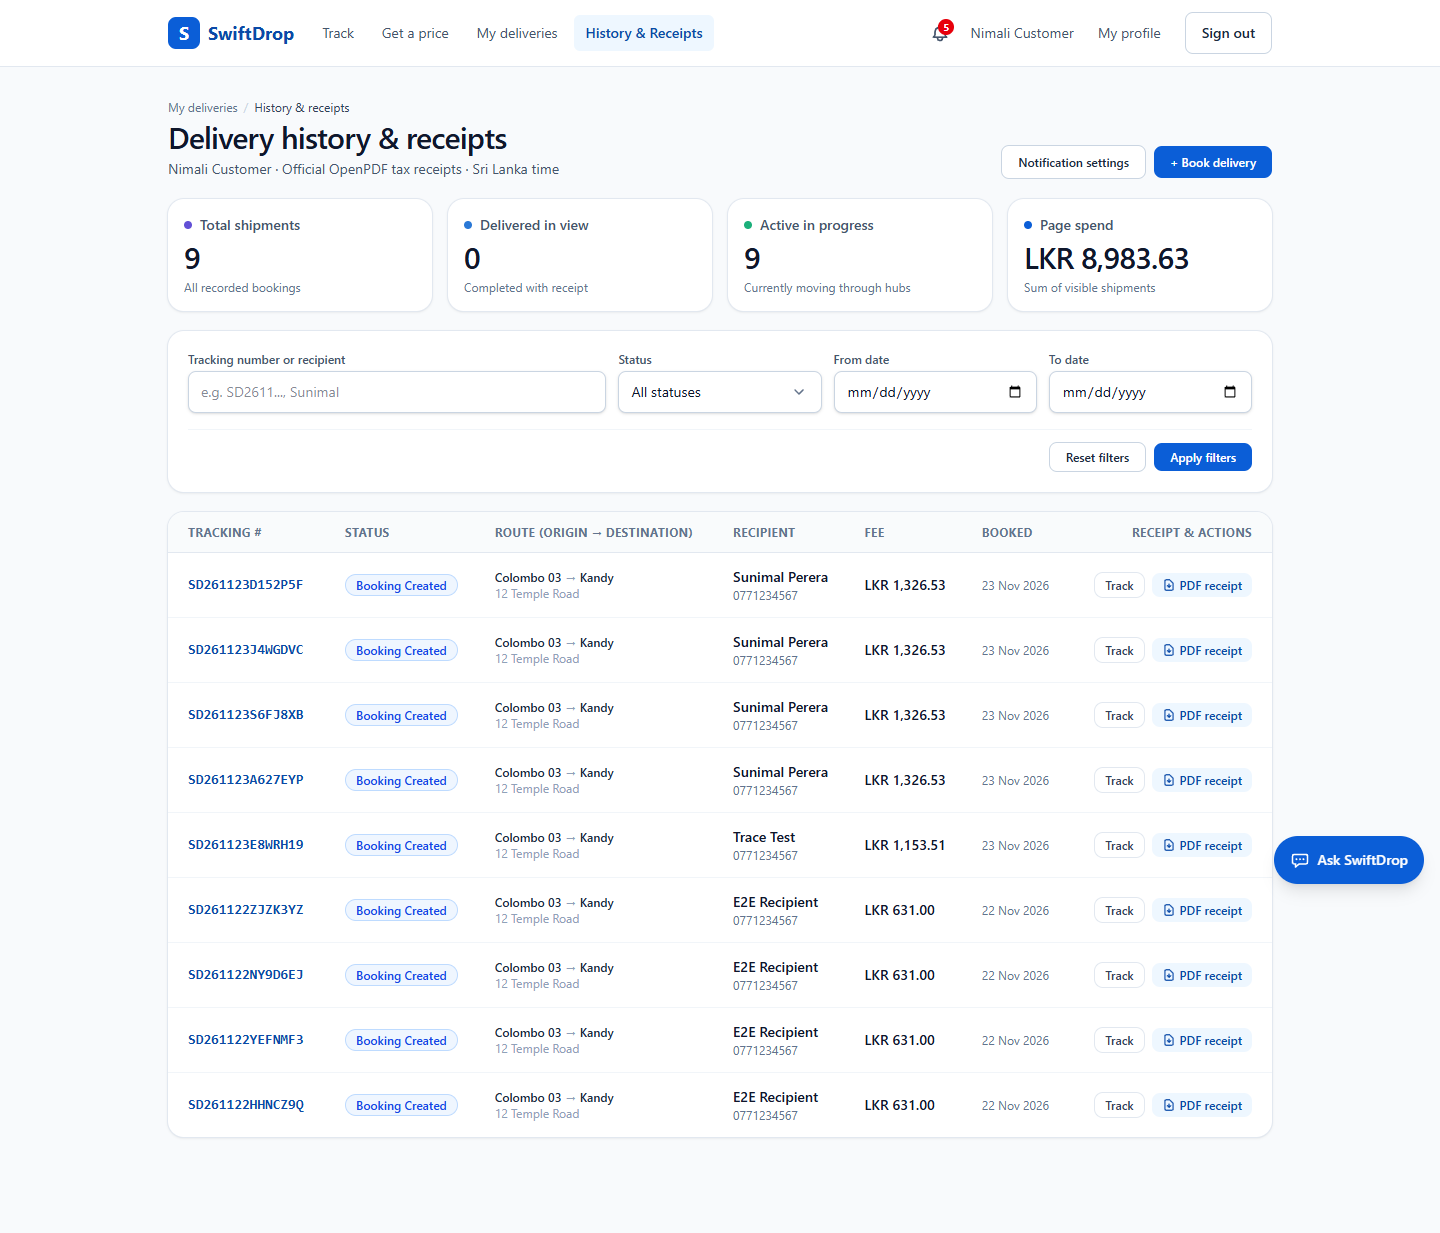 S SwiftDrop Track Get a price My deliveries History & Receipts 5 Nimali Customer My profile Sign out
My deliveries / History & receipts
Delivery history & receipts
Nimali Customer · Official OpenPDF tax receipts · Sri Lanka time
Notification settings + Book delivery
Total shipments
9
All recorded bookings
Delivered in view
0
Completed with receipt
Active in progress
9
Currently moving through hubs
Page spend
LKR 8,983.63
Sum of visible shipments
Tracking number or recipient Status From date To date
e.g. SD2611..., Sunimal All statuses mm/dd/yyyy mm/dd/yyyy
Reset filters Apply filters
TRACKING # STATUS ROUTE (ORIGIN → DESTINATION) RECIPIENT FEE BOOKED RECEIPT & ACTIONS
SD261123D152P5F Booking Created Colombo 03 → Kandy Sunimal Perera LKR 1,326.53 23 Nov 2026 Track PDF receipt
12 Temple Road 0771234567
SD261123J4WGDVC Booking Created Colombo 03 → Kandy Sunimal Perera LKR 1,326.53 23 Nov 2026 Track PDF receipt
12 Temple Road 0771234567
SD261123S6FJ8XB Booking Created Colombo 03 → Kandy Sunimal Perera LKR 1,326.53 23 Nov 2026 Track PDF receipt
12 Temple Road 0771234567
SD261123A627EYP Booking Created Colombo 03 → Kandy Sunimal Perera LKR 1,326.53 23 Nov 2026 Track PDF receipt
12 Temple Road 0771234567
SD261123E8WRH19 Booking Created Colombo 03 → Kandy Trace Test LKR 1,153.51 23 Nov 2026 Track PDF receipt
12 Temple Road 0771234567
Ask SwiftDrop
SD261122ZJZK3YZ Booking Created Colombo 03 → Kandy E2E Recipient LKR 631.00 22 Nov 2026 Track PDF receipt
12 Temple Road 0771234567
SD261122NY9D6EJ Booking Created Colombo 03 → Kandy E2E Recipient LKR 631.00 22 Nov 2026 Track PDF receipt
12 Temple Road 0771234567
SD261122YEFNMF3 Booking Created Colombo 03 → Kandy E2E Recipient LKR 631.00 22 Nov 2026 Track PDF receipt
12 Temple Road 0771234567
SD261122HHNCZ9Q Booking Created Colombo 03 → Kandy E2E Recipient LKR 631.00 22 Nov 2026 Track PDF receipt
12 Temple Road 0771234567